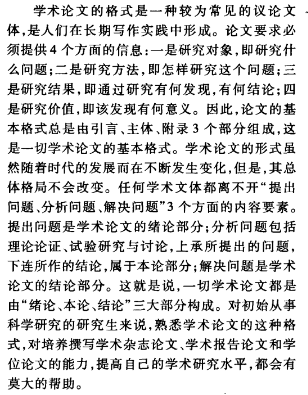 学术论文的格式是一种较为常见的议论文
体,是人们在长期写作实践中形成。论文要求必
须提供4个方面的信息:一是研究对象,即研究什
么问题;二是研究方法,即怎样研究这个问题;三
是研究结果,即通过研究有何发现,有何结论;四
是研究价值,即该发现有何意义。因此,论文的基
本格式总是由引言、主体、附录3个部分组成,这
是一切学术论文的基本格式。学术论文的形式虽
然随着时代的发展而在不断发生变化,但是,其总
体格局不会改变。任何学术文体都离不开“提出
问题、分析问题、解决问题”3个方面的内容要素。
提出问题是学术论文的绪论部分;分析问题包括
理论论证、试验研究与讨论,上承所提出的问题,
下连所作的结论,属于本论部分;解决问题是学术
论文的结论部分。这就是说,一切学术论文都是
由“绪论、本论、结论”三大部分构成。对初始从事
科学研究的研究生来说,熟悉学术论文的这种格
式,对培养撰写学术杂志论文、学术报告论文和学
位论文的能力,提高自己的学术研究水平,都会有
莫大的帮助。